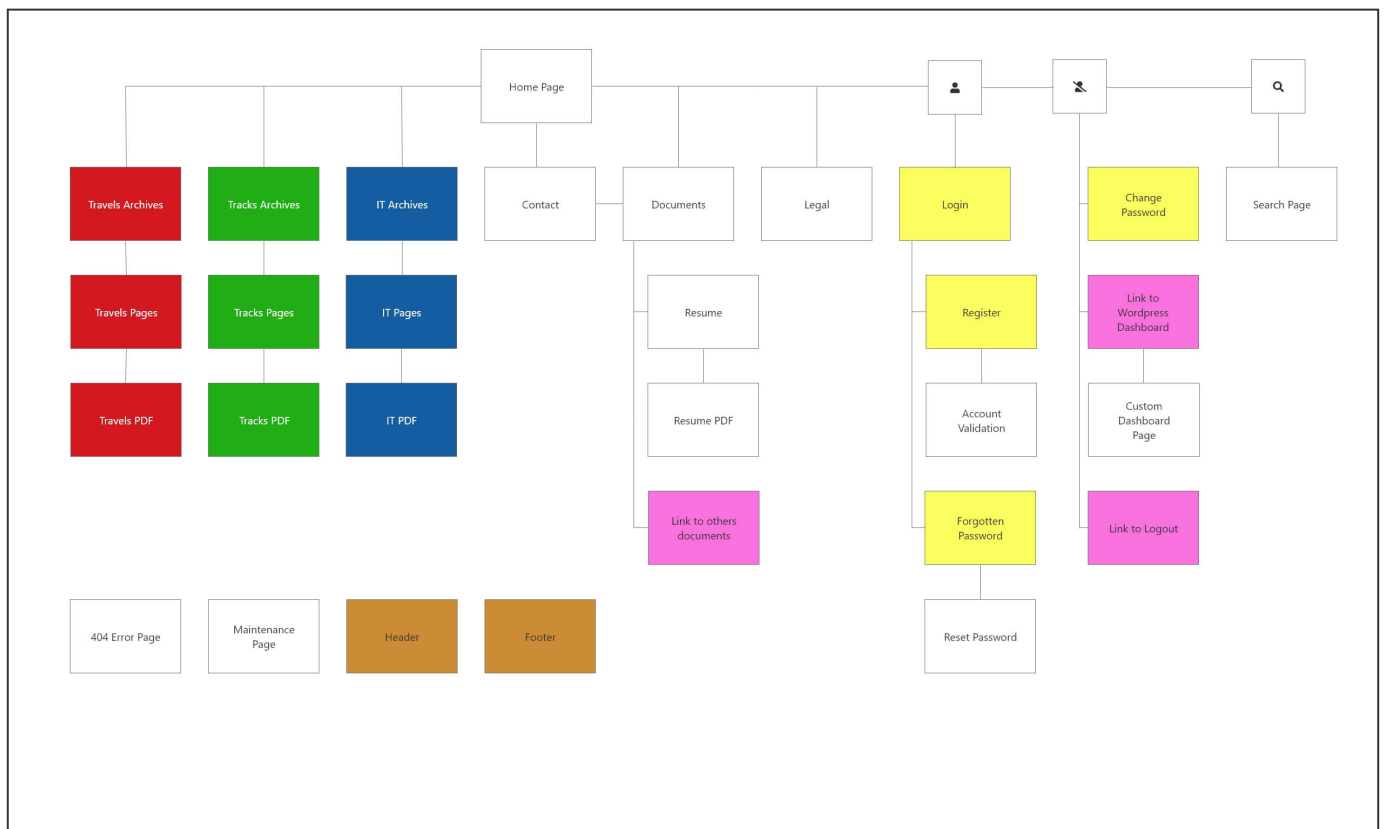 Home Page
Travels Archives
Tracks Archives
IT Archives
Contact
Documents
Legal
Login
Change
Password
Search Page
Travels Pages
Tracks Pages
IT Pages
Resume
Register
Link to
Wordpress
Dashboard
Travels PDF
Tracks PDF
IT PDF
Resume PDF
Account
Validation
Custom
Dashboard
Page
Link to others
documents
Forgotten
Password
Link to Logout
404 Error Page
Maintenance
Page
Header
Footer
Reset Password